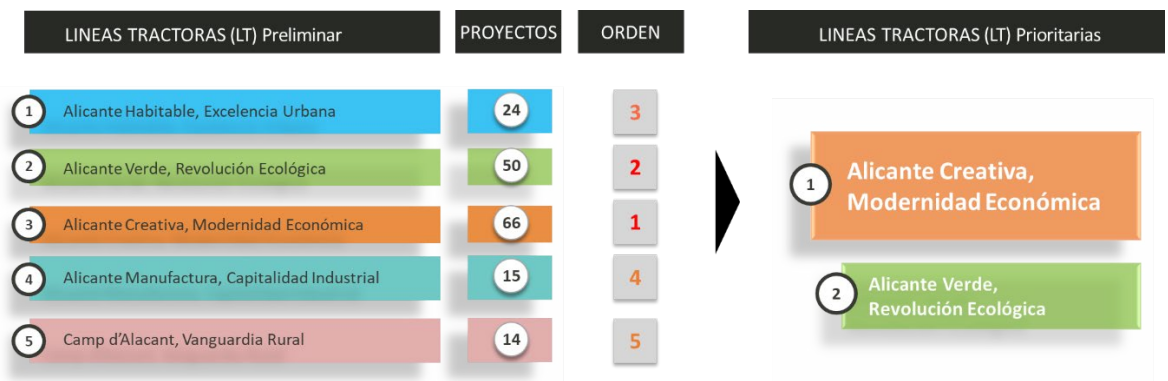 LINEAS TRACTORAS (LT) Preliminar
PROYECTOS
ORDEN
LINEAS TRACTORAS (LT) Prioritarias
1 Alicante Habitable, Excelencia Urbana 24 3
2 Alicante Verde, Revolución Ecológica 50 2
3 Alicante Creativa, Modernidad Económica 66 1
4 Alicante Manufactura, Capitalidad Industrial 15 4
5 Camp d’Alacant, Vanguardia Rural 14 5
1 Alicante Creativa,
Modernidad Económica
2 Alicante Verde,
Revolución Ecológica